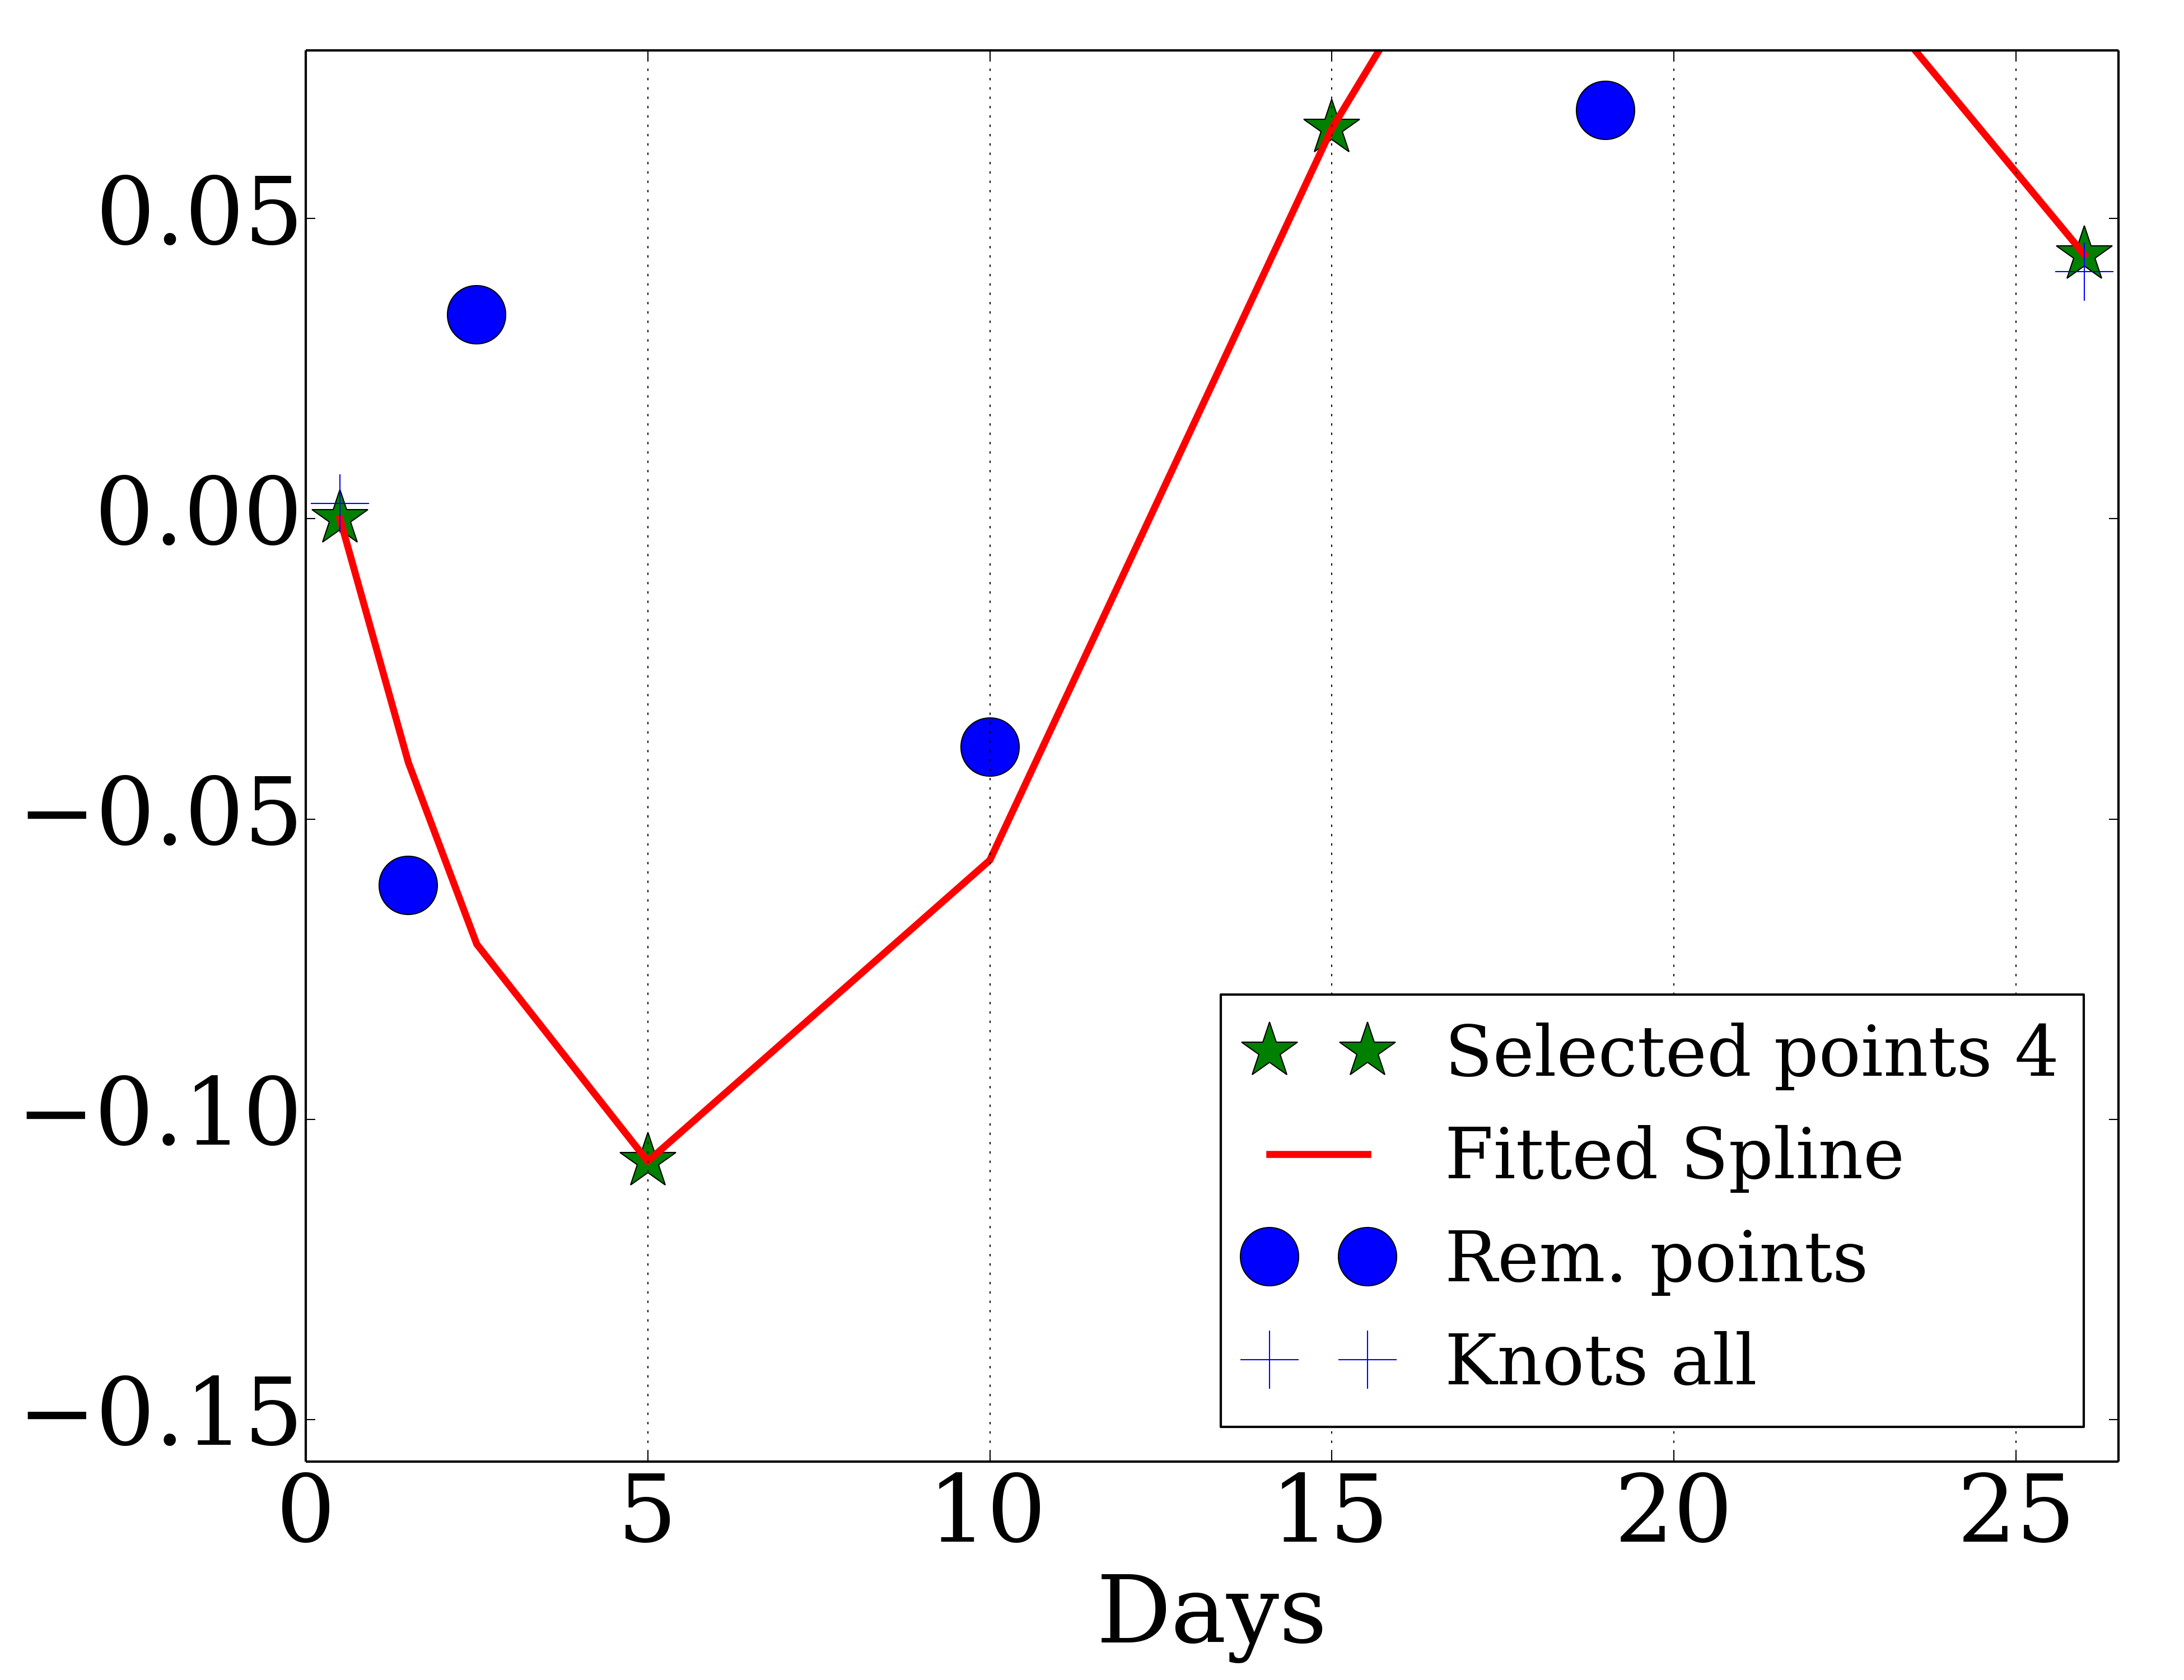 0.05
0.00
−0.05
−0.10
−0.15
0 5 10 15 20 25
Days
Selected points 4
Fitted Spline
Rem. points
Knots all